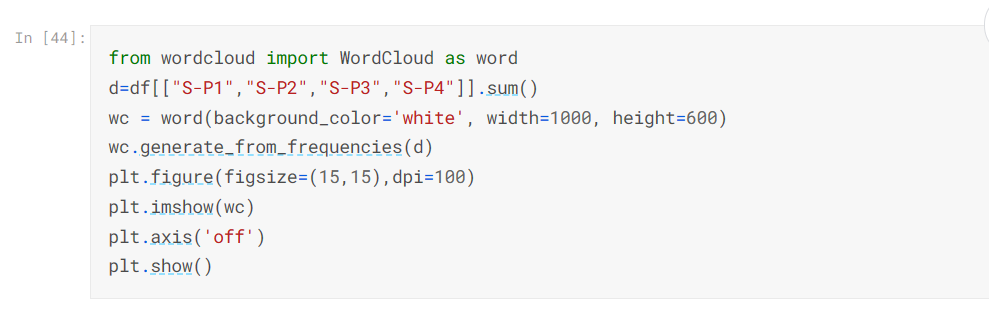 In [44]:
from wordcloud import WordCloud as word
d=df[["S-P1","S-P2","S-P3","S-P4"]].sum()
wc = word(background_color='white', width=1000, height=600)
wc.generate_from_frequencies(d)
plt.figure(figsize=(15,15),dpi=100)
plt.imshow(wc)
plt.axis('off')
plt.show()